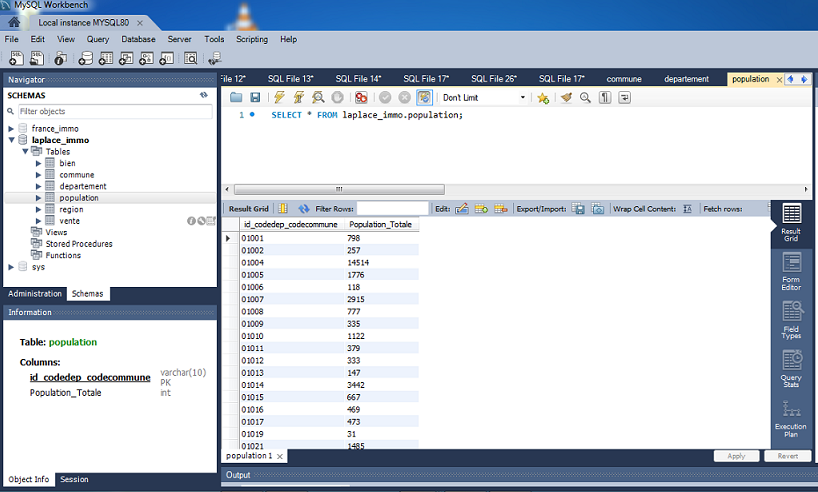 MySQL Workbench
Local instance MYSQL80
File Edit View Query Database Server Tools Scripting Help
Navigator
SCHEMAS
Filter objects
france_immo
laplace_immo
Tables
bien
commune
departement
population
region
vente
Views
Stored Procedures
Functions
sys
Administration Schemas
Information
Table: population
Columns:
id_codedep_codecommune varchar(10) PK
Population_Totale int
Object Info Session
File 12* SQL File 13* SQL File 14* SQL File 17* SQL File 26* SQL File 17* commune departement population
Don't Limit
1 SELECT * FROM laplace_immo.population;
Result Grid Filter Rows: Edit: Export/Import: Wrap Cell Content: Fetch rows:
id_codedep_codecommune Population_Totale
01001 798
01002 257
01004 14514
01005 1776
01006 118
01007 2915
01008 777
01009 335
01010 1122
01011 379
01012 333
01013 147
01014 3442
01015 667
01016 469
01017 473
01019 31
01021 1485
Result Grid
Form Editor
Field Types
Query Stats
Execution Plan
population 1
Apply Revert
Output